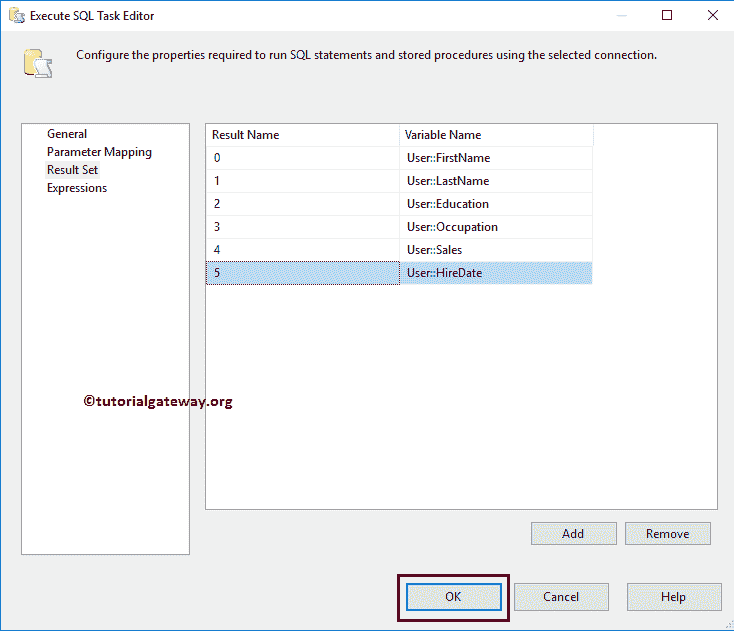 Execute SQL Task Editor
Configure the properties required to run SQL statements and stored procedures using the selected connection.
General
Parameter Mapping
Result Set
Expressions
Result Name Variable Name
0 User::FirstName
1 User::LastName
2 User::Education
3 User::Occupation
4 User::Sales
5 User::HireDate
©tutorialgateway.org
Add Remove
OK Cancel Help